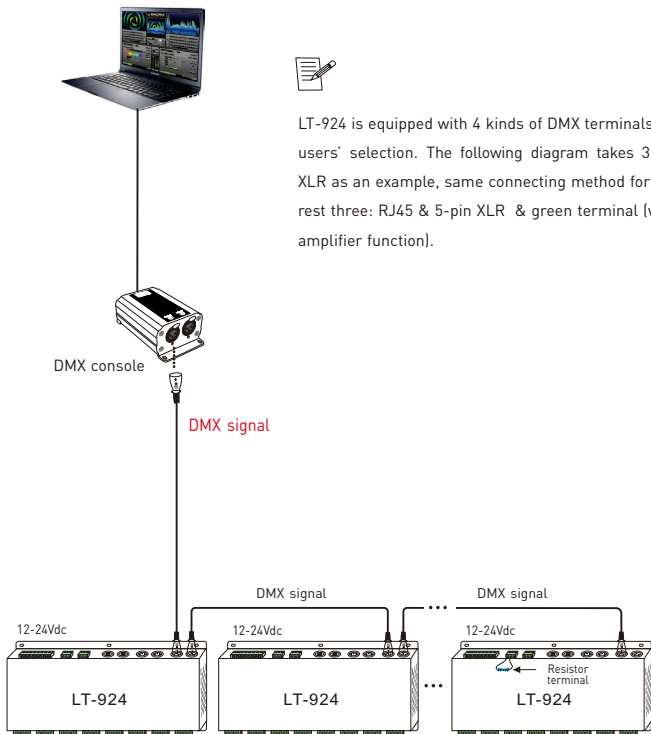 LT-924 is equipped with 4 kinds of DMX terminals
users' selection. The following diagram takes 3
XLR as an example, same connecting method for
rest three: RJ45 & 5-pin XLR & green terminal (
amplifier function).
DMX console
DMX signal
DMX signal
DMX signal
12-24Vdc
12-24Vdc
12-24Vdc
Resistor
terminal
LT-924
LT-924
LT-924